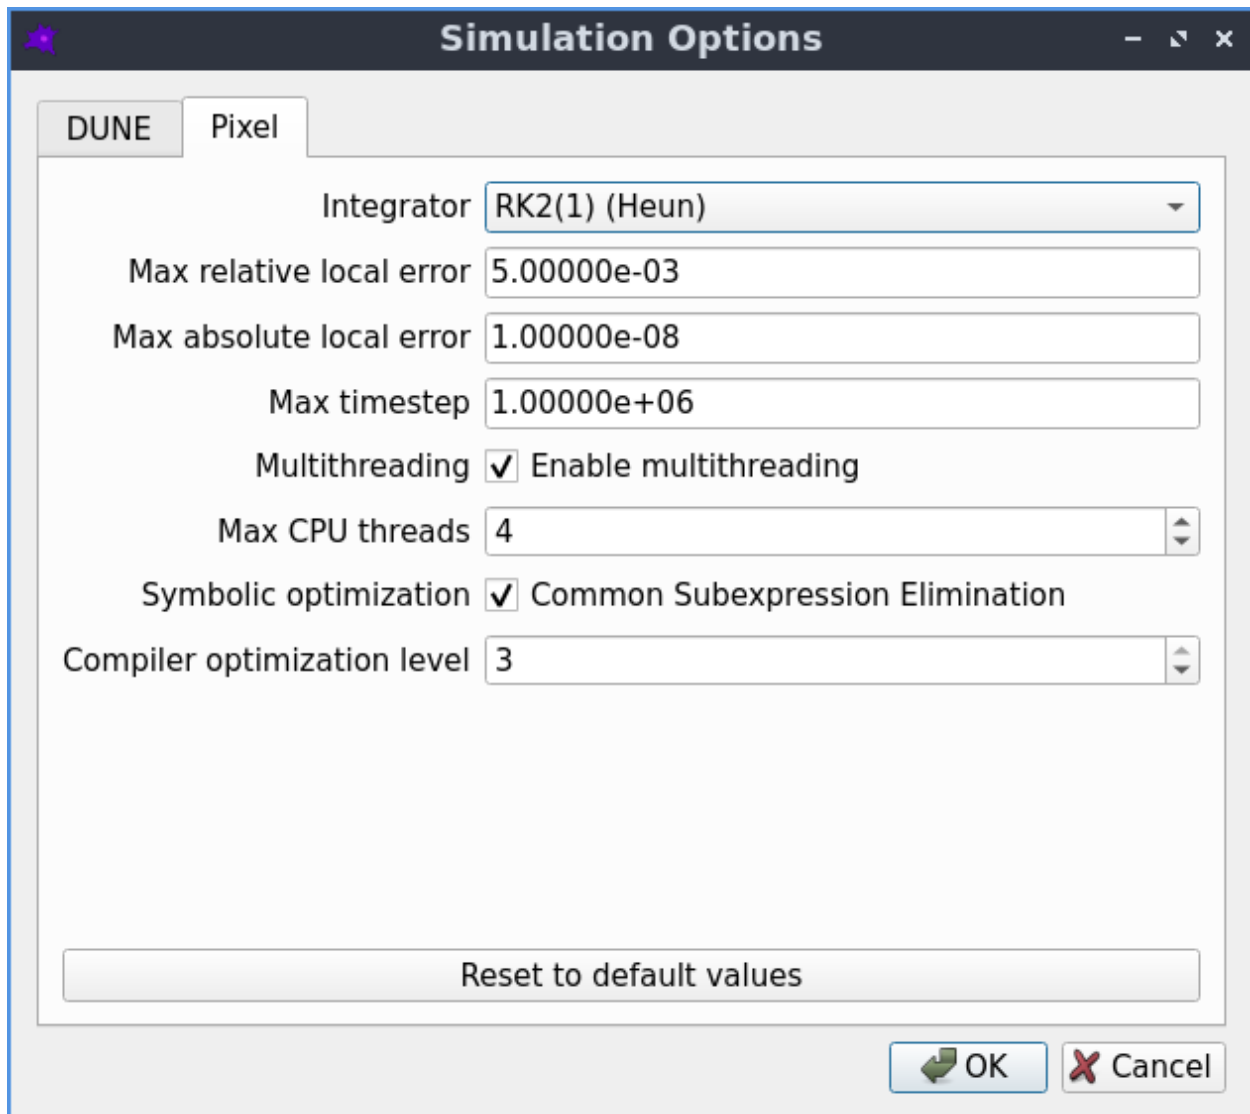 Simulation Options
DUNE Pixel
Integrator RK2(1) (Heun)
Max relative local error 5.00000e-03
Max absolute local error 1.00000e-08
Max timestep 1.00000e+06
Multithreading Enable multithreading
Max CPU threads 4
Symbolic optimization Common Subexpression Elimination
Compiler optimization level 3
Reset to default values
OK Cancel